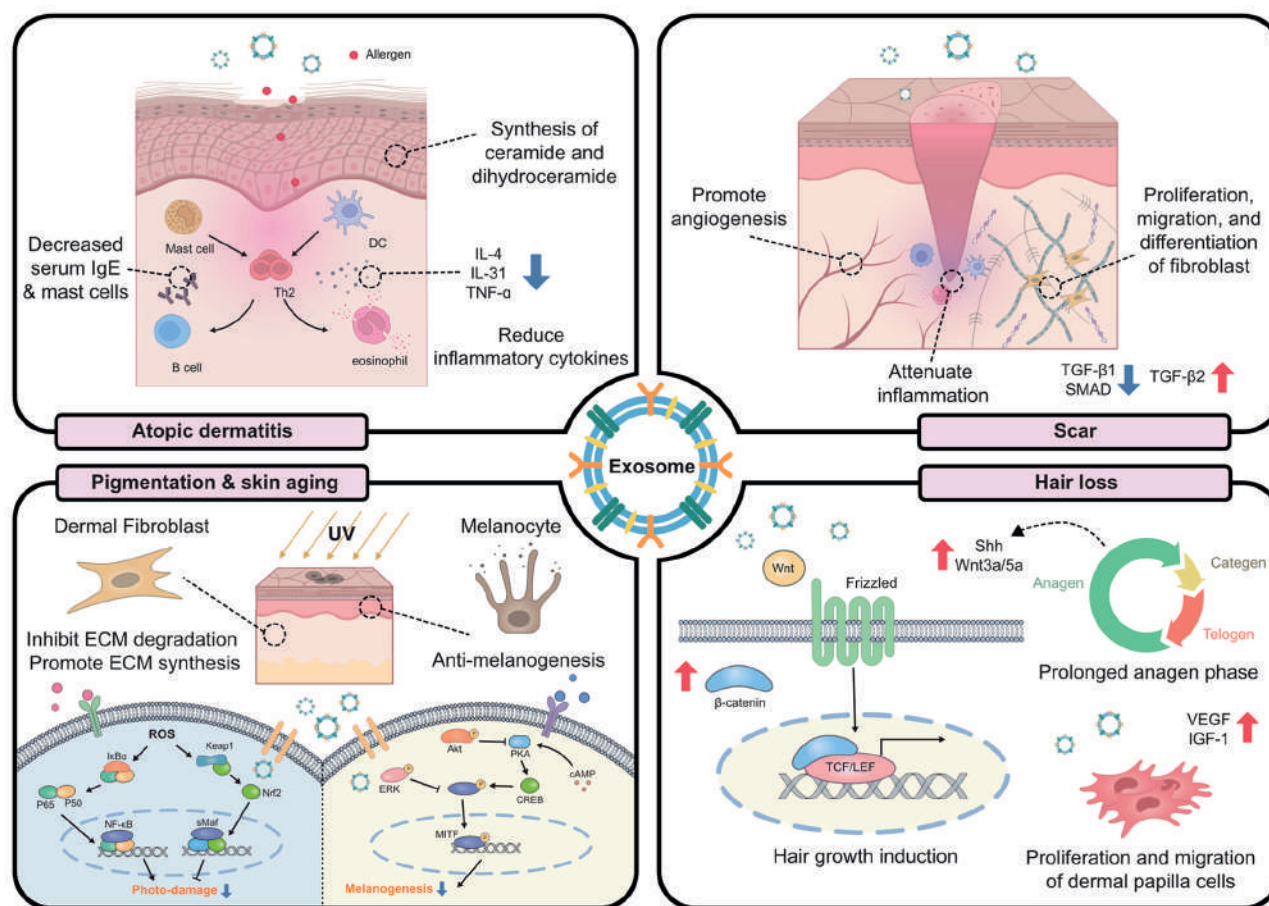 Allergen
Synthesis of
ceramide and
dihydroceramide
Mast cell
DC
Decreased
serum IgE
& mast cells
Th2
IL-4
IL-31
TNF-α
B cell
eosinophil
Reduce
inflammatory cytokines
Atopic dermatitis
Promote
angiogenesis
Proliferation,
migration, and
differentiation
of fibroblast
Attenuate
inflammation
TGF-β1
SMAD
TGF-β2
Scar
Exosome
Pigmentation & skin aging
Dermal Fibroblast
UV
Melanocyte
Inhibit ECM degradation
Promote ECM synthesis
Anti-melanogenesis
ROS
IκBα
Keap1
P65
P50
Nrf2
NF-κB
sMaf
Photo-damage
Akt
PKA
cAMP
ERK
CREB
P
P
P
P
MITF
Melanogenesis
Hair loss
Wnt
Frizzled
Shh
Wnt3a/5a
Anagen
Categen
Telogen
Prolonged anagen phase
β-catenin
TCF/LEF
Hair growth induction
VEGF
IGF-1
Proliferation and migration
of dermal papilla cells